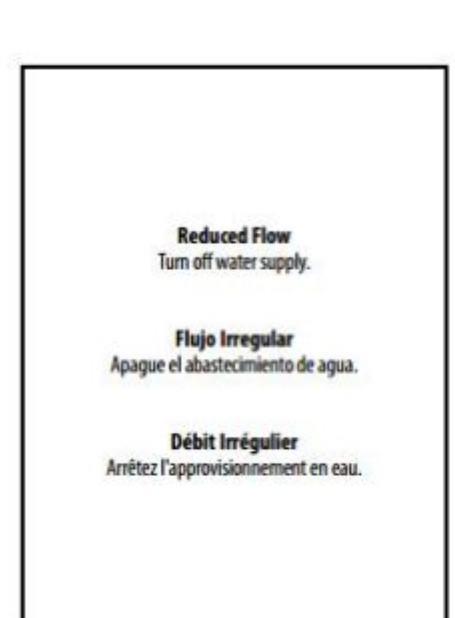 Reduced Flow
Turn off water supply.
Flujo Irregular
Apague el abastecimiento de agua.
Débit Irrégulier
Arrêtez l'approvisionnement en eau.